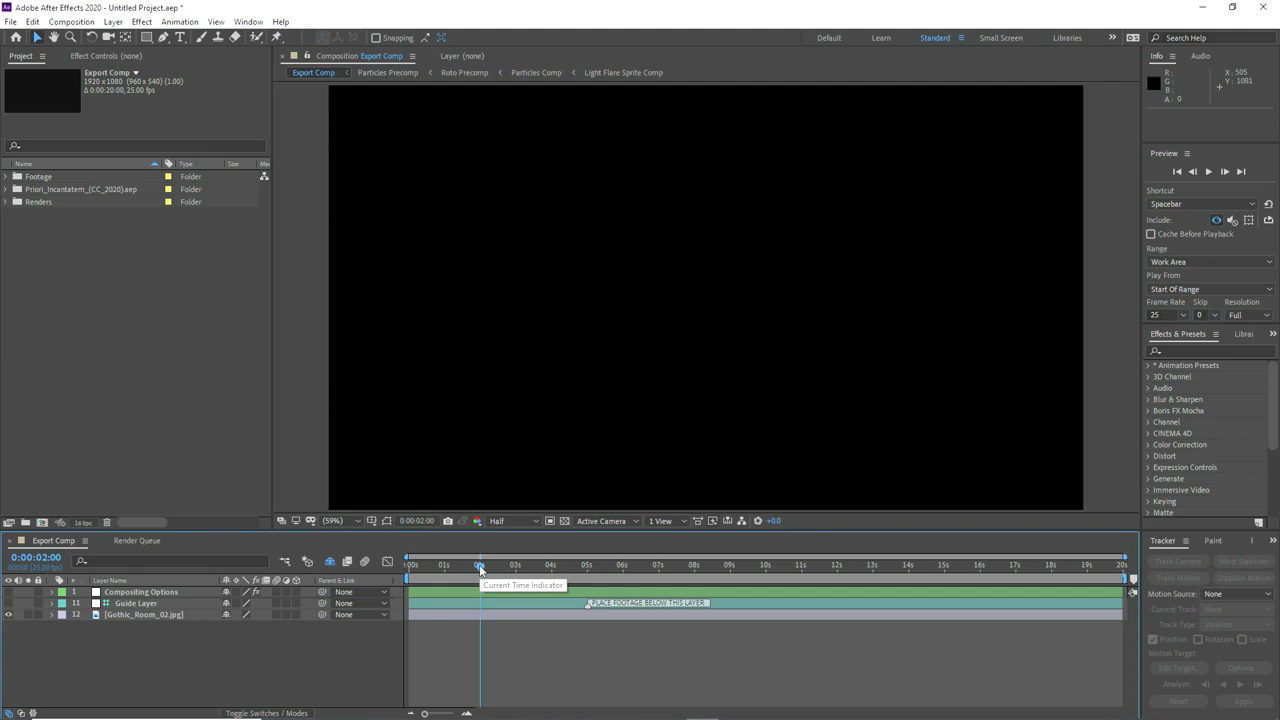 Adobe After Effects 2020 - Untitled Project.aep *
File Edit Composition Layer Effect Animation View Window Help
Snapping
Default Learn Standard Small Screen Libraries Search Help
Project Effect Controls (none)
Composition Export Comp Layer (none)
Info Audio
Export Comp
1920 x 1080 (960 x 540) (1.00)
Δ 0:00:20:00, 25.00 fps
Export Comp Particles Precomp Roto Precomp Particles Comp Light Flare Sprite Comp
R:
G:
B:
A: 0
X: 505
Y: 1081
Name Type Size Me
Footage Folder
Priori_Incantatem_(CC_2020).aep Folder
Renders Folder
Preview
Shortcut
Spacebar
Include:
Cache Before Playback
Range
Work Area
Play From
Start Of Range
Frame Rate Skip Resolution
25 0 Full
Effects & Presets Librai
* Animation Presets
3D Channel
Audio
Blur & Sharpen
Boris FX Mocha
Channel
CINEMA 4D
Color Correction
Distort
Expression Controls
Generate
Immersive Video
Keying
Matte
16 bpc
(59%) 0:00:02:00 Half Active Camera 1 View +0.0
Export Comp Render Queue
0:00:02:00
00050 (25.00 fps)
:00s 01s 03s 04s 05s 06s 07s 08s 09s 10s 11s 12s 13s 14s 15s 16s 17s 18s 19s 20s
Current Time Indicator
# Layer Name Parent & Link
1 Compositing Options None
11 Guide Layer None PLACE FOOTAGE BELOW THIS LAYER
12 [Gothic_Room_02.jpg] None
Toggle Switches / Modes
Tracker Paint
Track Camera Warp Stabilizer
Track Motion Stabilize Motion
Motion Source: None
Current Track: None
Track Type: Stabilize
Position Rotation Scale
Motion Target:
Edit Target... Options...
Analyze:
Reset Apply